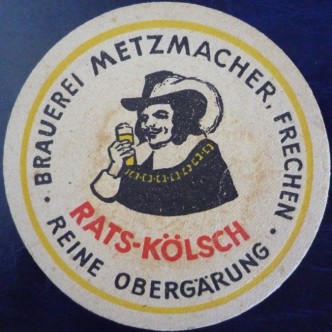 · BRAUEREI METZMACHER, FRECHEN ·
RATS-KÖLSCH
REINE OBERGÄRUNG